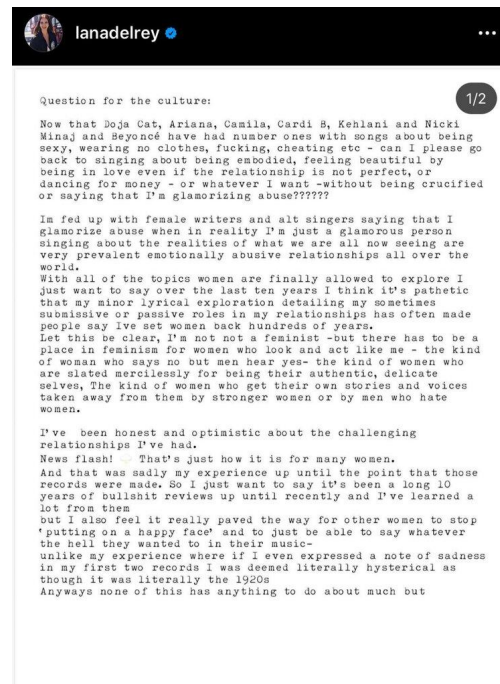 lanadelrey
1/2
Question for the culture:
Now that Doja Cat, Ariana, Camila, Cardi B, Kehlani and Nicki
Minaj and Beyoncé have had number ones with songs about being
sexy, wearing no clothes, fucking, cheating etc - can I please go
back to singing about being embodied, feeling beautiful by
being in love even if the relationship is not perfect, or
dancing for money - or whatever I want -without being crucified
or saying that I'm glamorizing abuse??????
Im fed up with female writers and alt singers saying that I
glamorize abuse when in reality I'm just a glamorous person
singing about the realities of what we are all now seeing are
very prevalent emotionally abusive relationships all over the
world.
With all of the topics women are finally allowed to explore I
just want to say over the last ten years I think it's pathetic
that my minor lyrical exploration detailing my sometimes
submissive or passive roles in my relationships has often made
people say Ive set women back hundreds of years.
Let this be clear, I'm not not a feminist -but there has to be a
place in feminism for women who look and act like me - the kind
of woman who says no but men hear yes- the kind of women who
are slated mercilessly for being their authentic, delicate
selves, The kind of women who get their own stories and voices
taken away from them by stronger women or by men who hate
women.
I've been honest and optimistic about the challenging
relationships I've had.
News flash! That's just how it is for many women.
And that was sadly my experience up until the point that those
records were made. So I just want to say it's been a long 10
years of bullshit reviews up until recently and I've learned a
lot from them
but I also feel it really paved the way for other women to stop
'putting on a happy face' and to just be able to say whatever
the hell they wanted to in their music-
unlike my experience where if I even expressed a note of sadness
in my first two records I was deemed literally hysterical as
though it was literally the 1920s
Anyways none of this has anything to do about much but